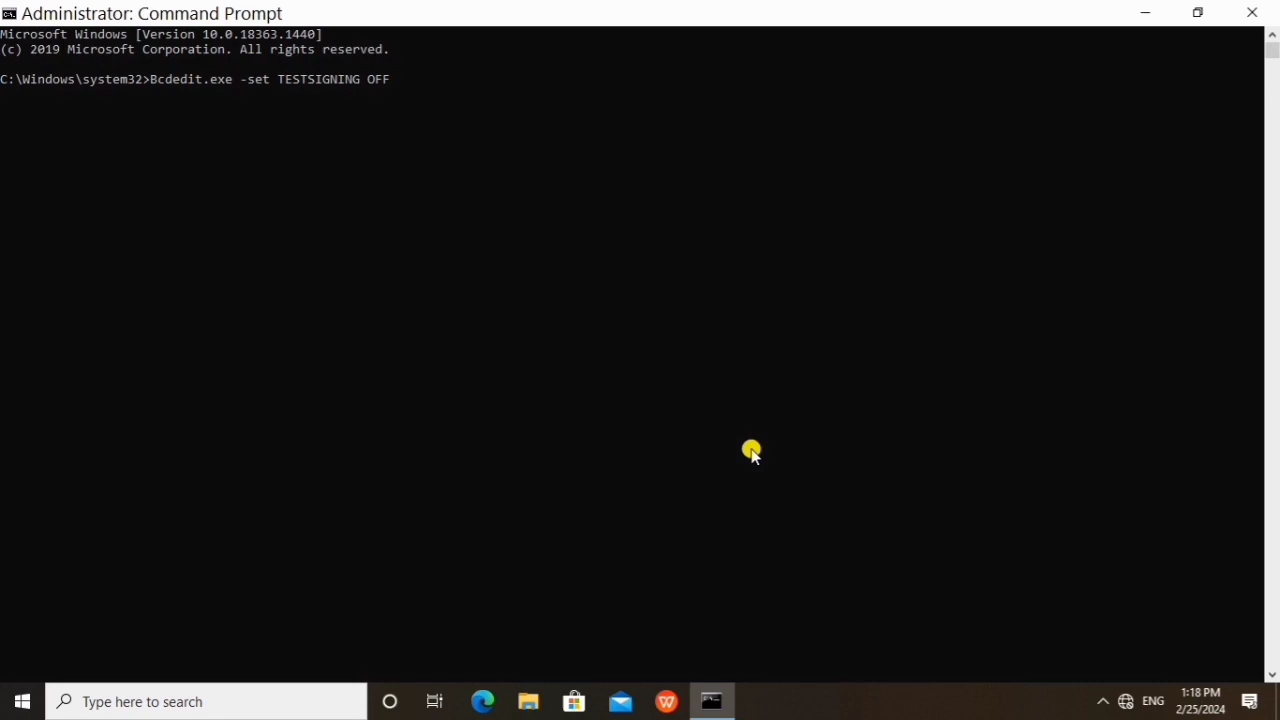 Administrator: Command Prompt
Microsoft Windows [Version 10.0.18363.1440]
(c) 2019 Microsoft Corporation. All rights reserved.
C:\Windows\system32>Bcdedit.exe -set TESTSIGNING OFF
Type here to search
ENG
1:18 PM
2/25/2024